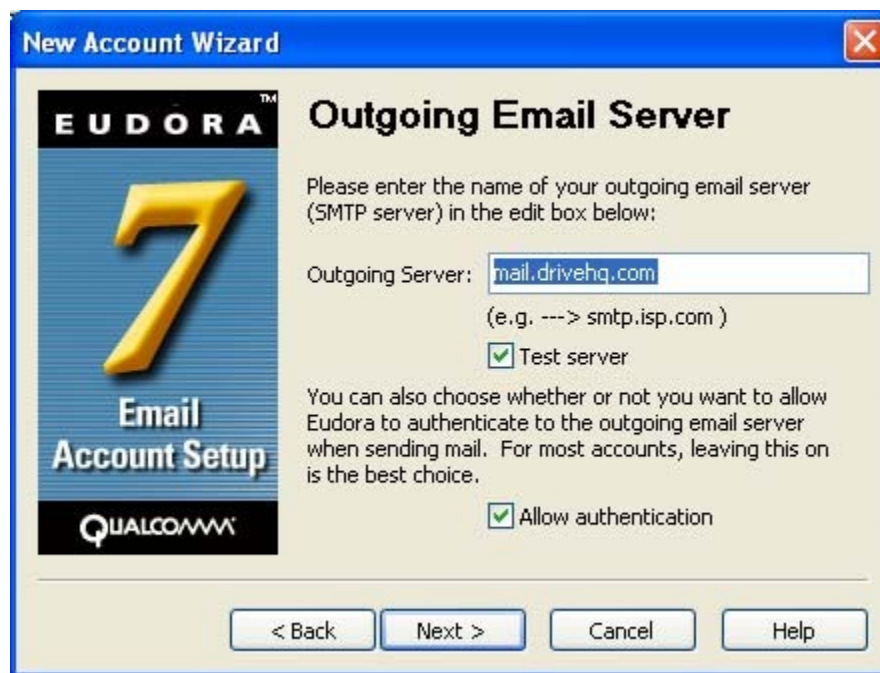 New Account Wizard
EUDORA™
7
Email
Account Setup
QUALCOMM
Outgoing Email Server
Please enter the name of your outgoing email server
(SMTP server) in the edit box below:
Outgoing Server: mail.drivehq.com
(e.g. ---> smtp.isp.com )
Test server
You can also choose whether or not you want to allow
Eudora to authenticate to the outgoing email server
when sending mail.  For most accounts, leaving this on
is the best choice.
Allow authentication
< Back Next > Cancel Help